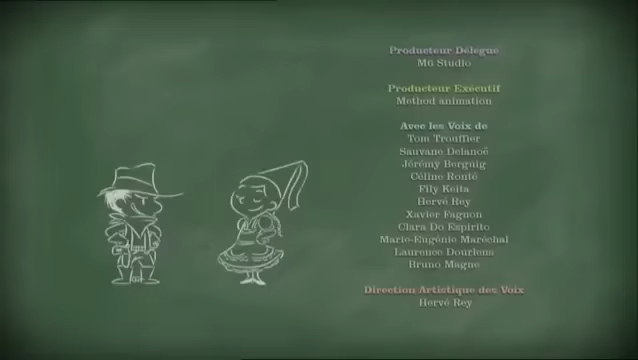 Producteur Délégué
M6 Studio
Producteur Exécutif
Method animation
Avec les Voix de
Tom Trouffier
Sauvane Delanoë
Jérémy Bergnig
Céline Ronté
Fily Keita
Hervé Rey
Xavier Fagnon
Clara Do Espirito
Marie-Eugénie Maréchal
Laurence Dourlens
Bruno Magne
Direction Artistique des Voix
Hervé Rey